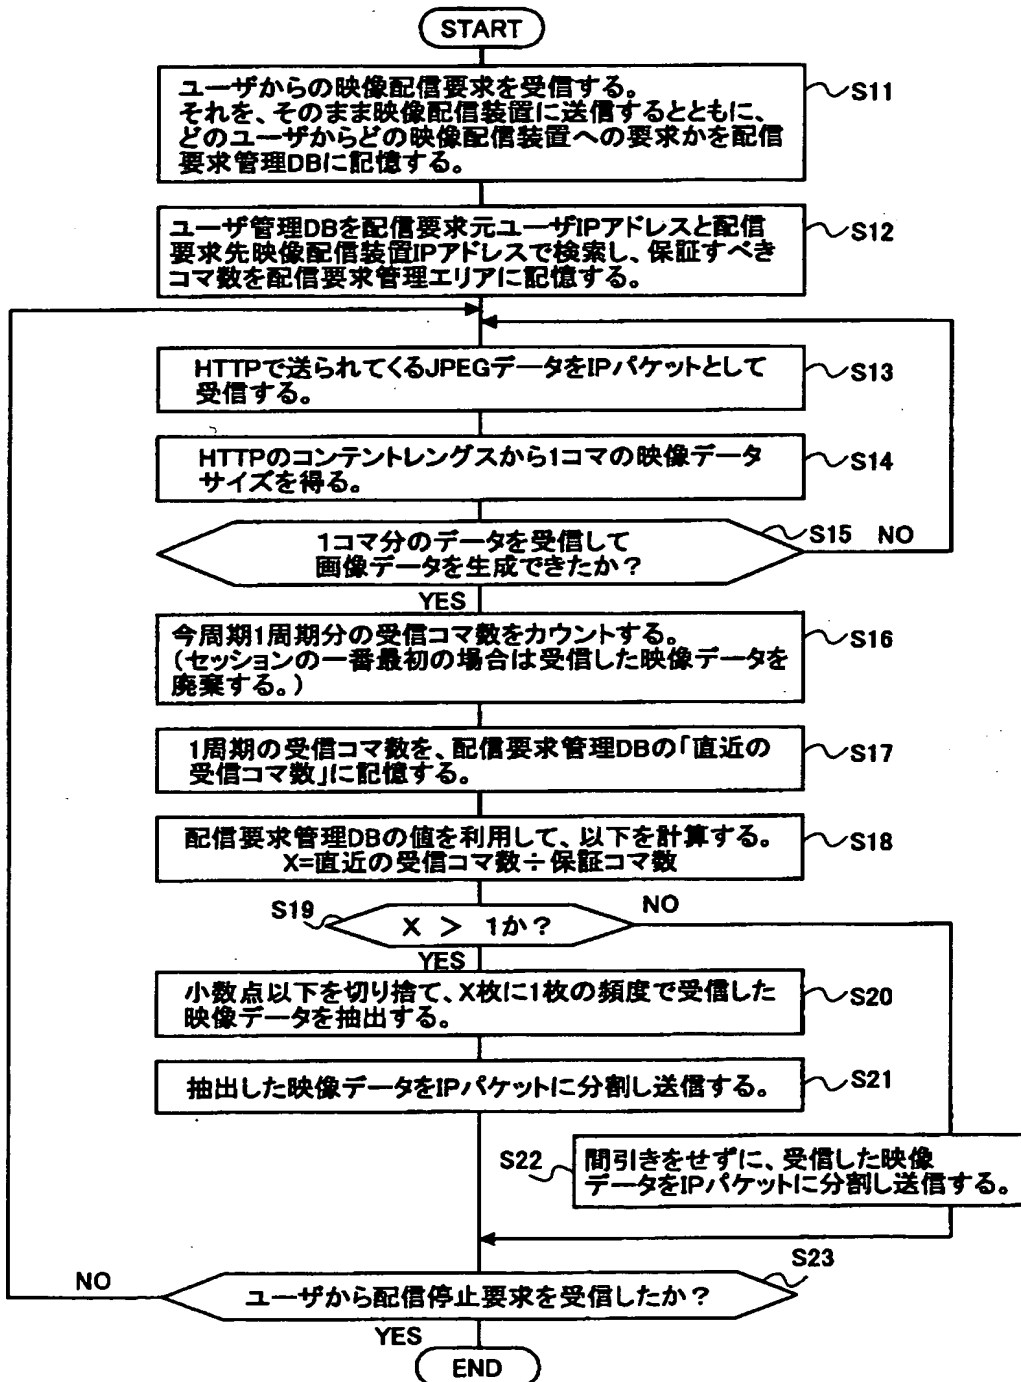 START
ユーザからの映像配信要求を受信する。
それを、そのまま映像配信装置に送信するとともに、
どのユーザからどの映像配信装置への要求かを配信
要求管理DBに記憶する。
S11
ユーザ管理DBを配信要求元ユーザIPアドレスと配信
要求先映像配信装置IPアドレスで検索し、保証すべき
コマ数を配信要求管理エリアに記憶する。
S12
HTTPで送られてくるJPEGデータをIPパケットとして
受信する。
S13
HTTPのコンテントレングスから1コマの映像データ
サイズを得る。
S14
1コマ分のデータを受信して
画像データを生成できたか?
S15 NO
YES
今周期1周期分の受信コマ数をカウントする。
(セッションの一番最初の場合は受信した映像データを
廃棄する。)
S16
1周期の受信コマ数を、配信要求管理DBの「直近の
受信コマ数」に記憶する。
S17
配信要求管理DBの値を利用して、以下を計算する。
X=直近の受信コマ数÷保証コマ数
S18
S19
X > 1か?
NO
YES
小数点以下を切り捨て、X枚に1枚の頻度で受信した
映像データを抽出する。
S20
抽出した映像データをIPパケットに分割し送信する。
S21
S22
間引きをせずに、受信した映像
データをIPパケットに分割し送信する。
S23
NO
ユーザから配信停止要求を受信したか?
YES
END